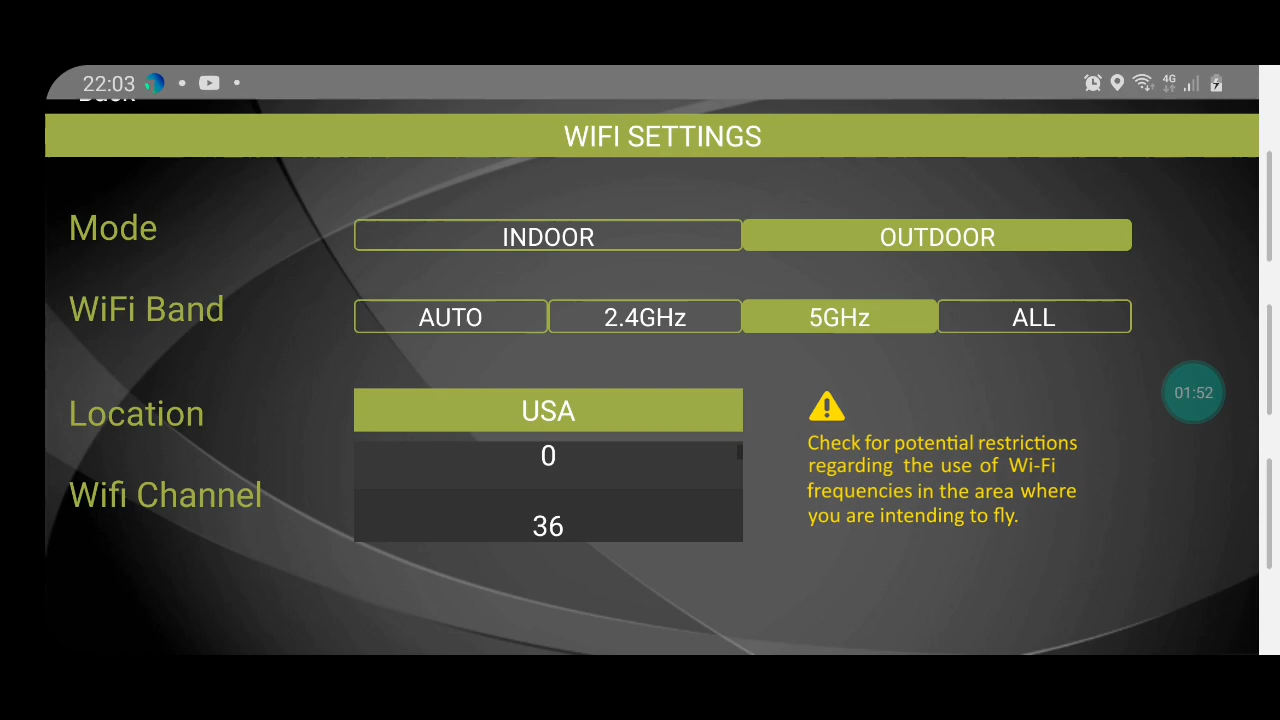 22:03
4G
Back
WIFI SETTINGS
Mode
INDOOR
OUTDOOR
WiFi Band
AUTO
2.4GHz
5GHz
ALL
Location
USA
0
Wifi Channel
36
Check for potential restrictions
regarding the use of Wi-Fi
frequencies in the area where
you are intending to fly.
01:52